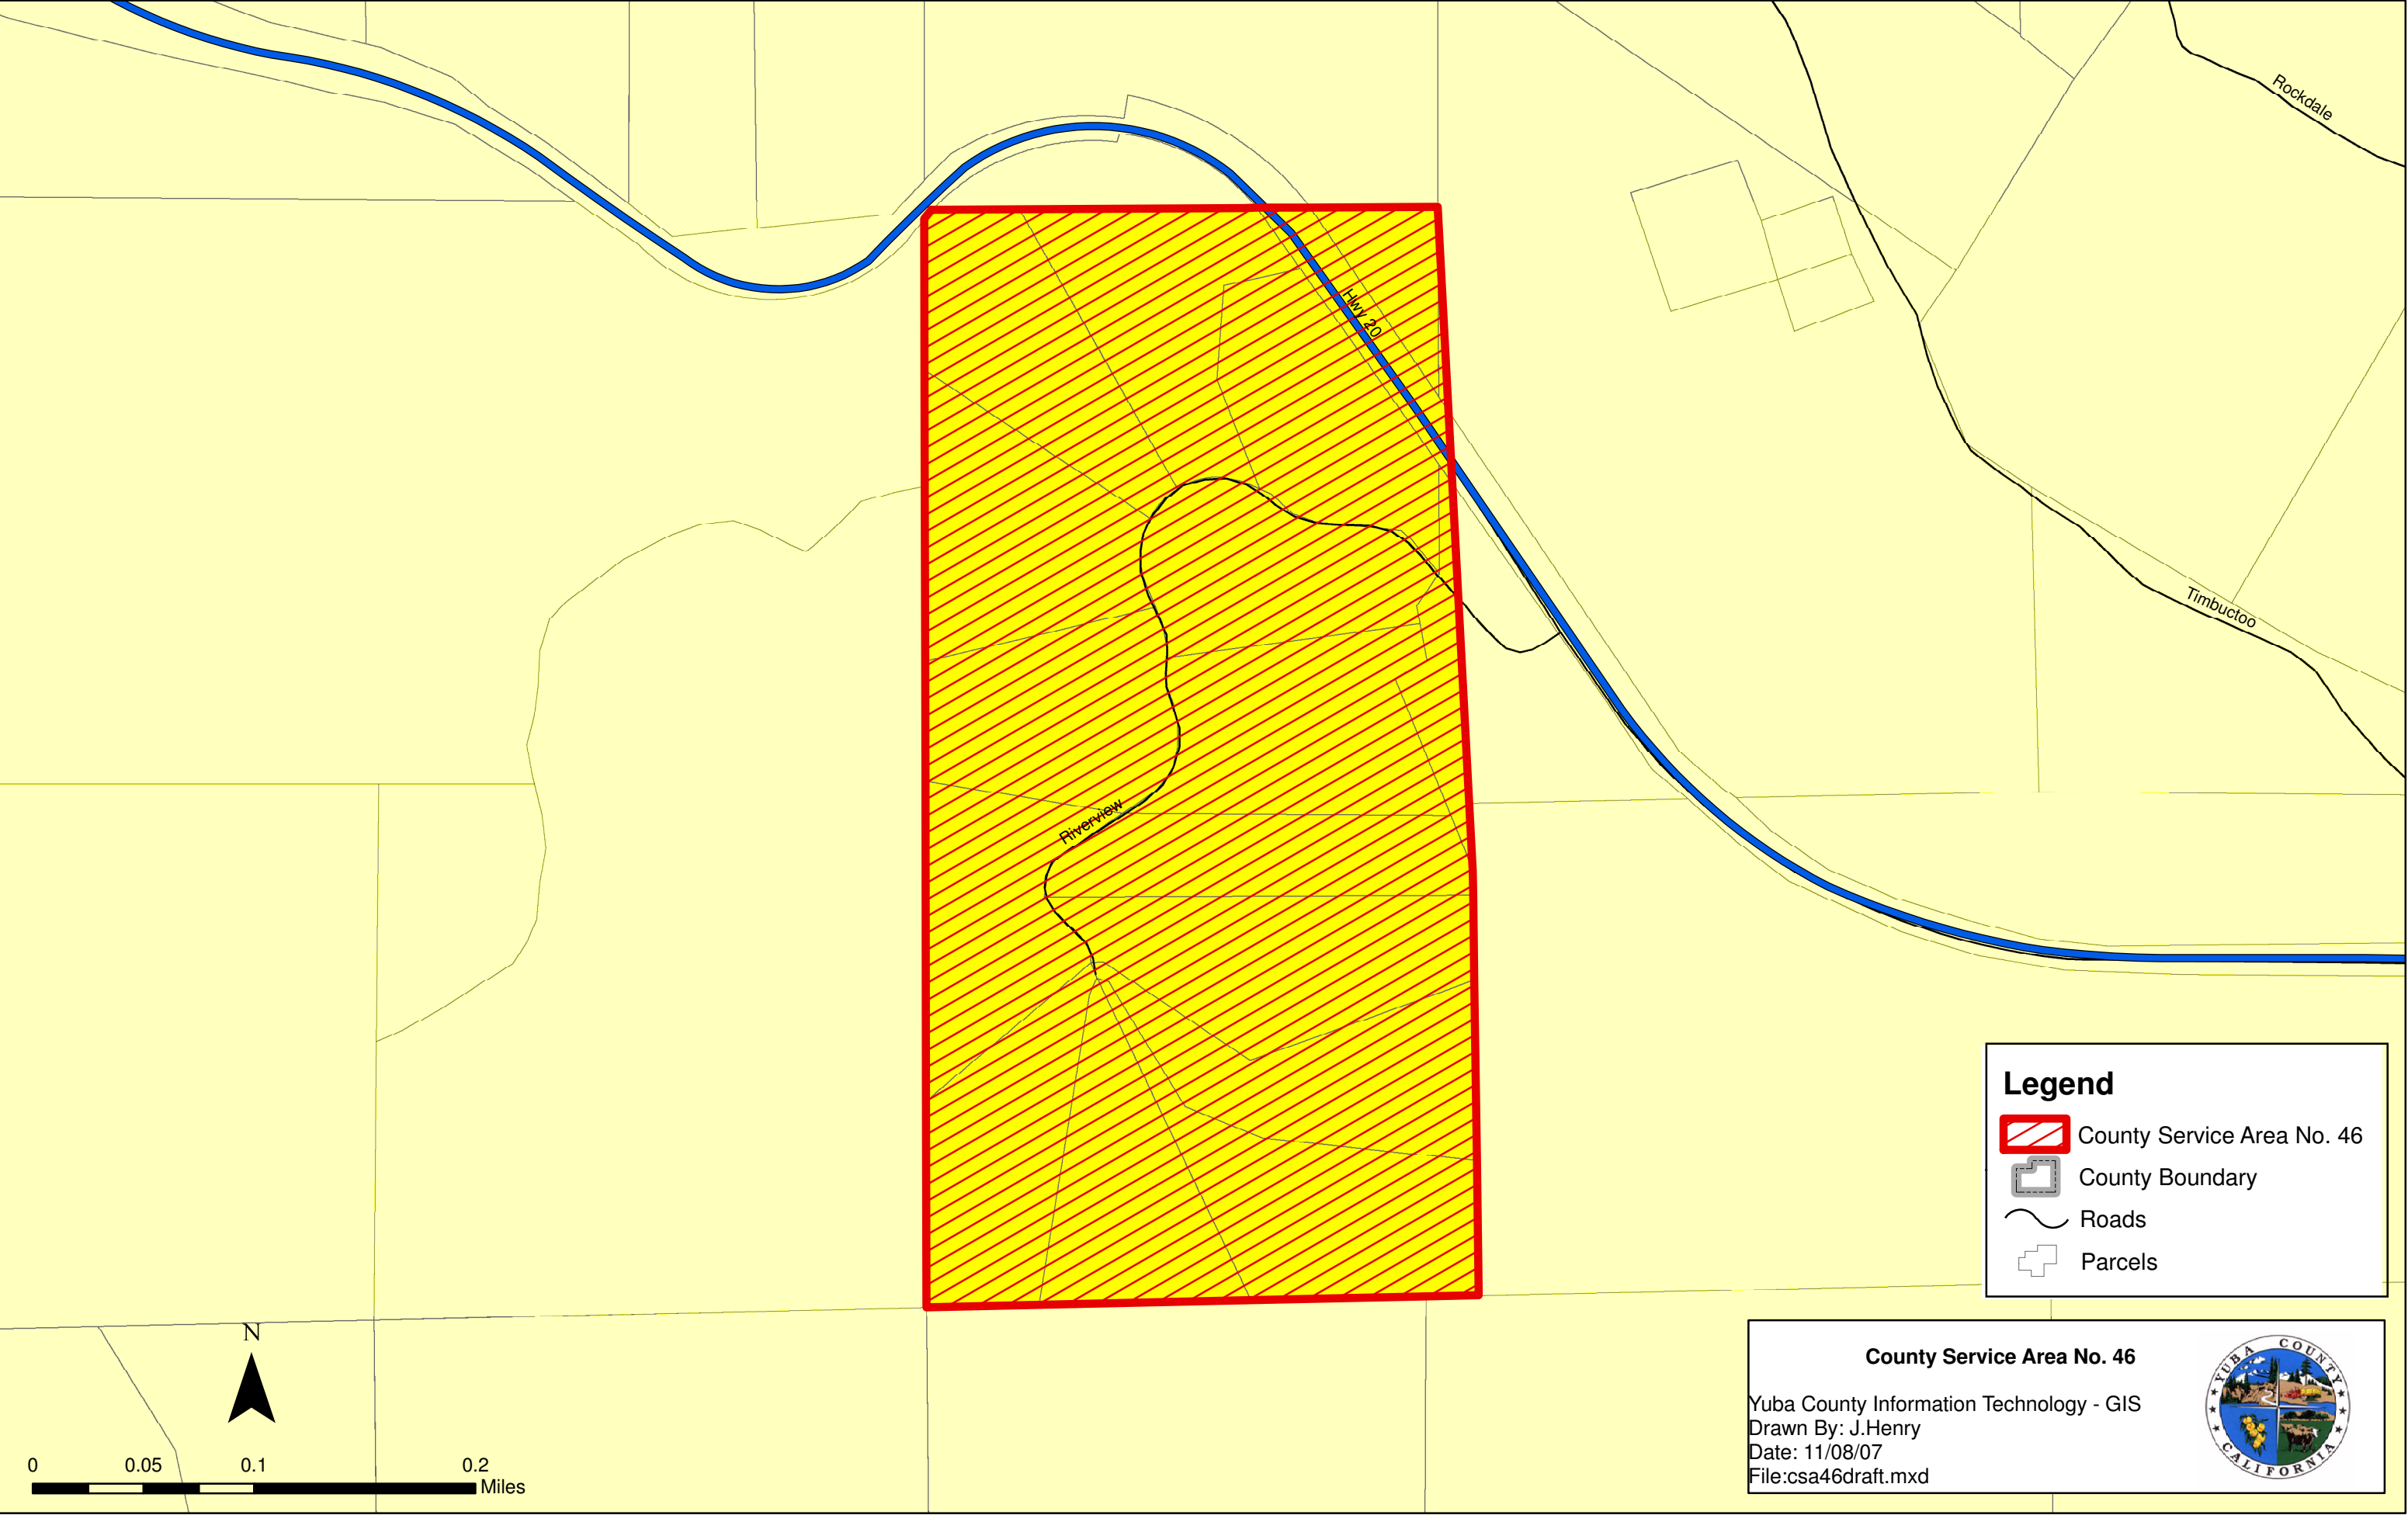 Rockdale
Hwy 20
Timbuctoo
Riverview
Legend
County Service Area No. 46
County Boundary
Roads
Parcels
N
0 0.05 0.1 0.2
Miles
County Service Area No. 46
Yuba County Information Technology - GIS
Drawn By: J.Henry
Date: 11/08/07
File:csa46draft.mxd
YUBA COUNTY
CALIFORNIA